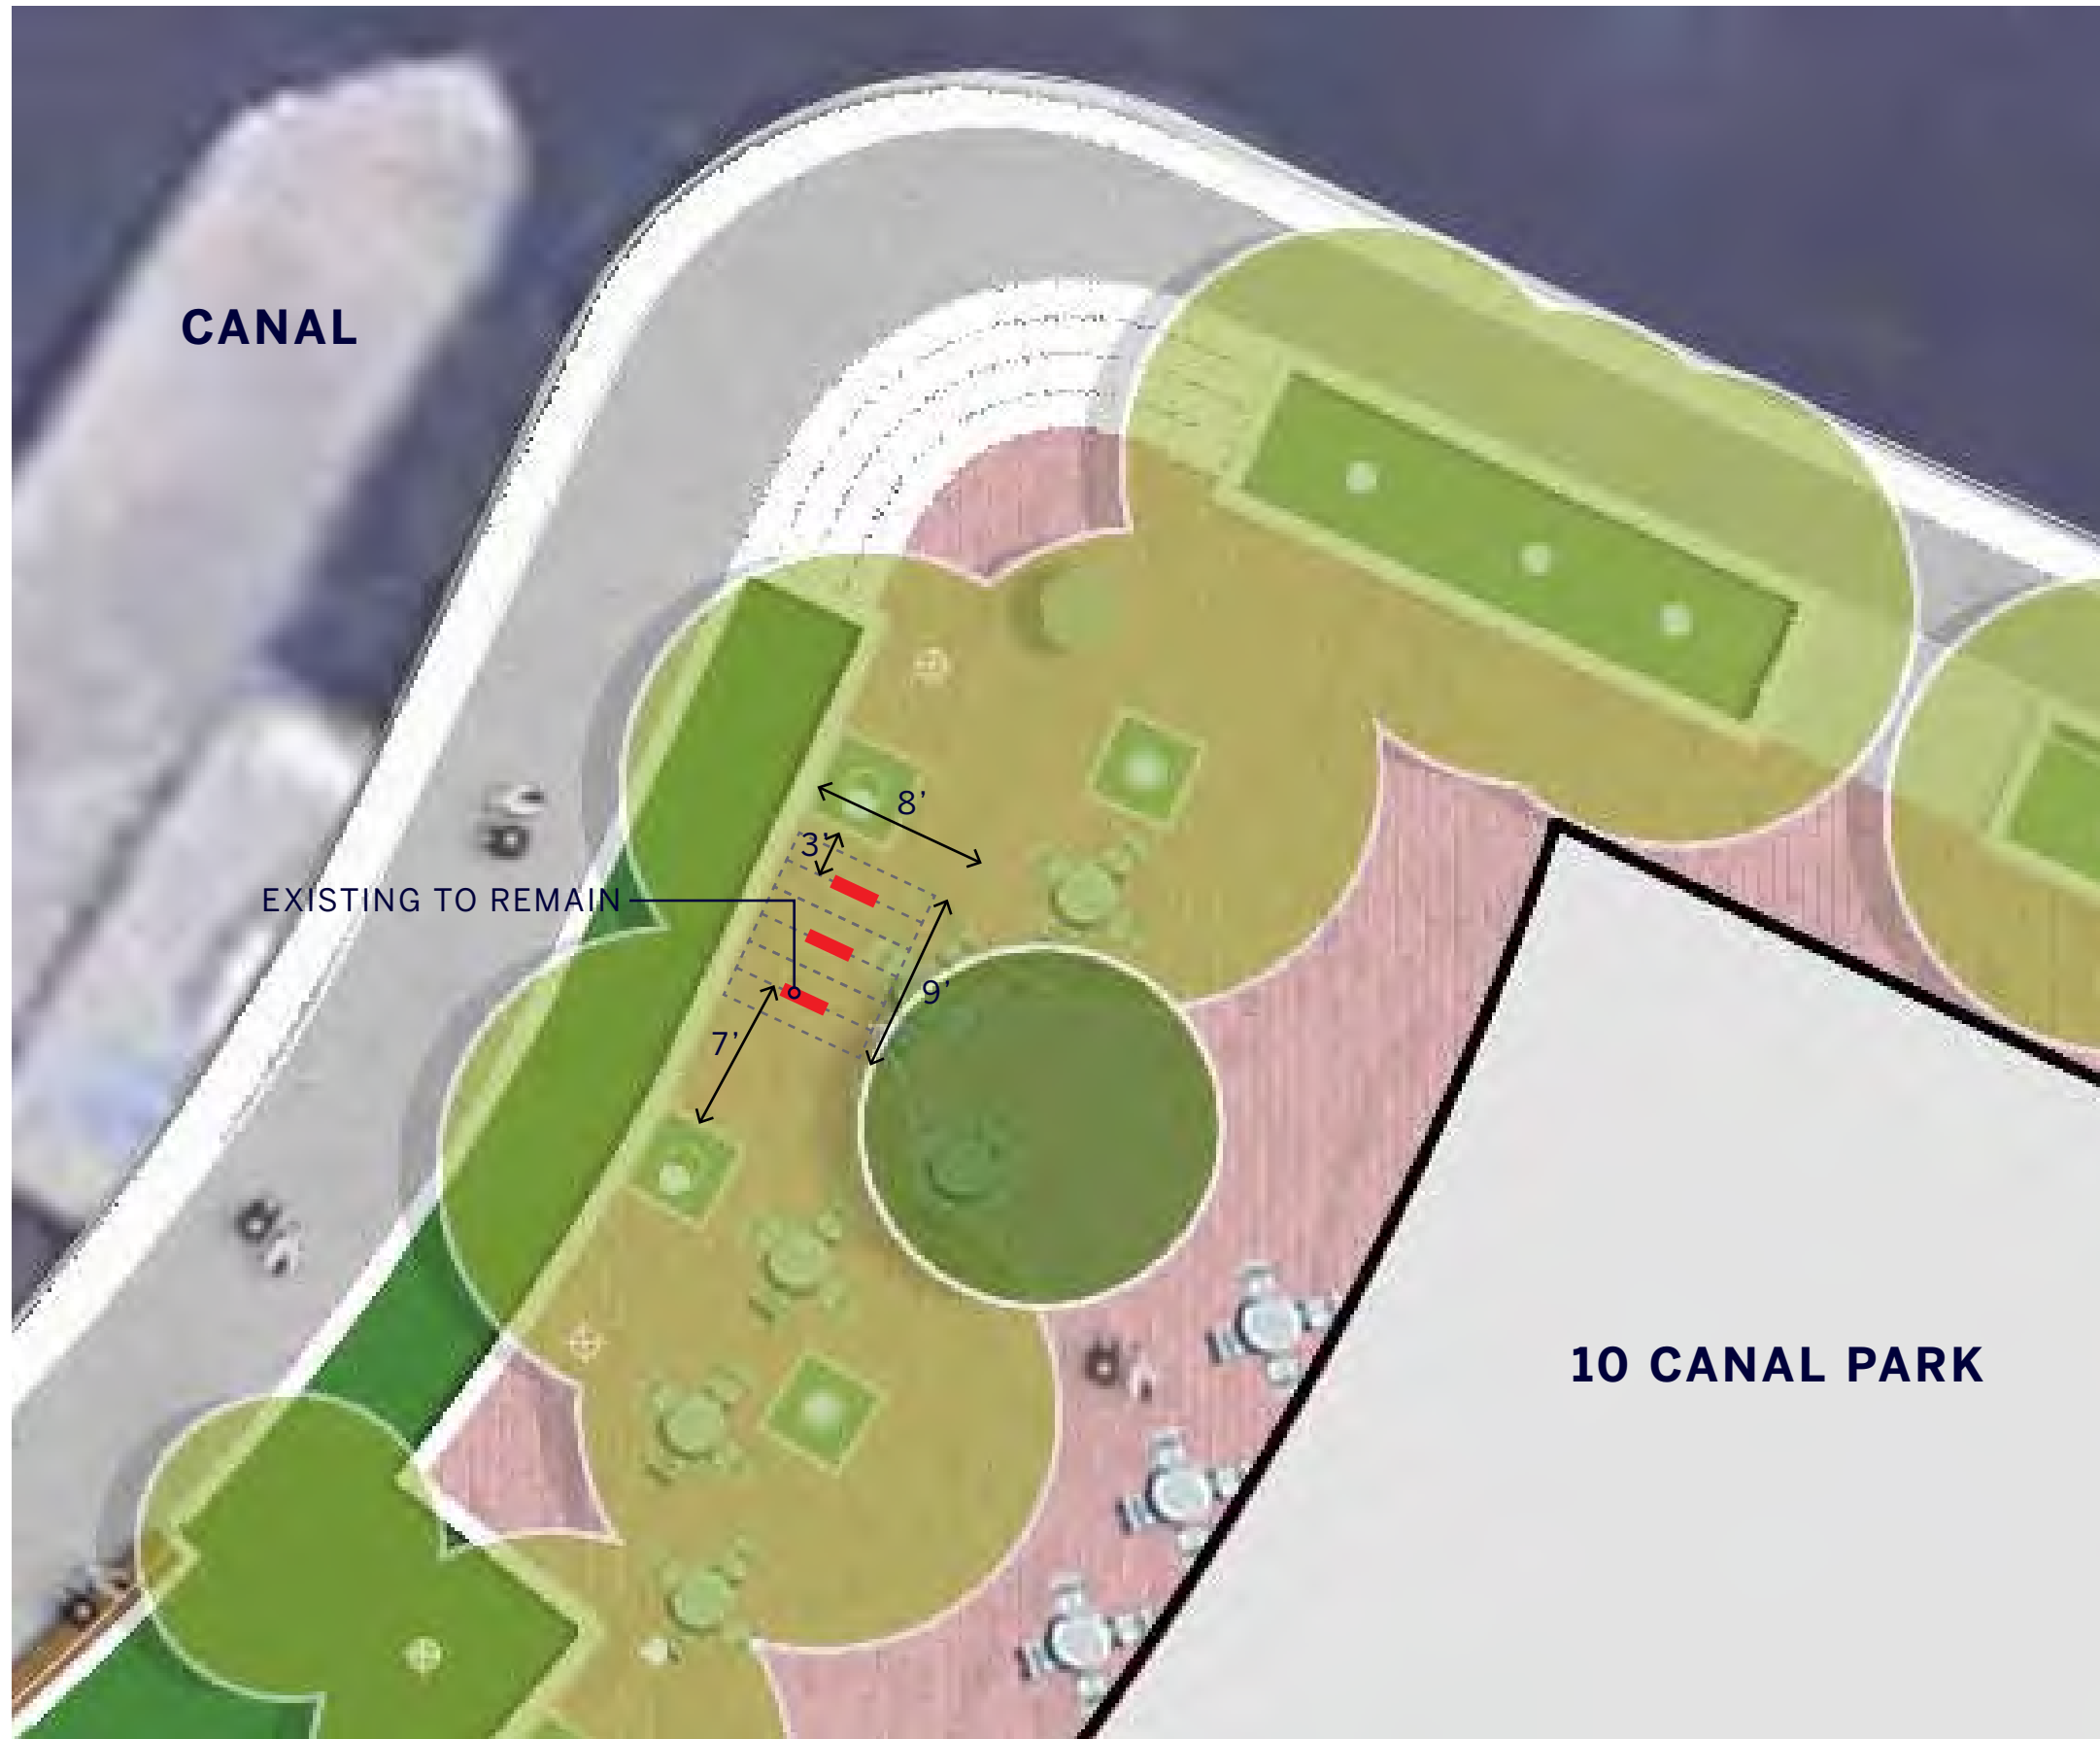 CANAL
8’
3’
EXISTING TO REMAIN
9’
7’
10 CANAL PARK